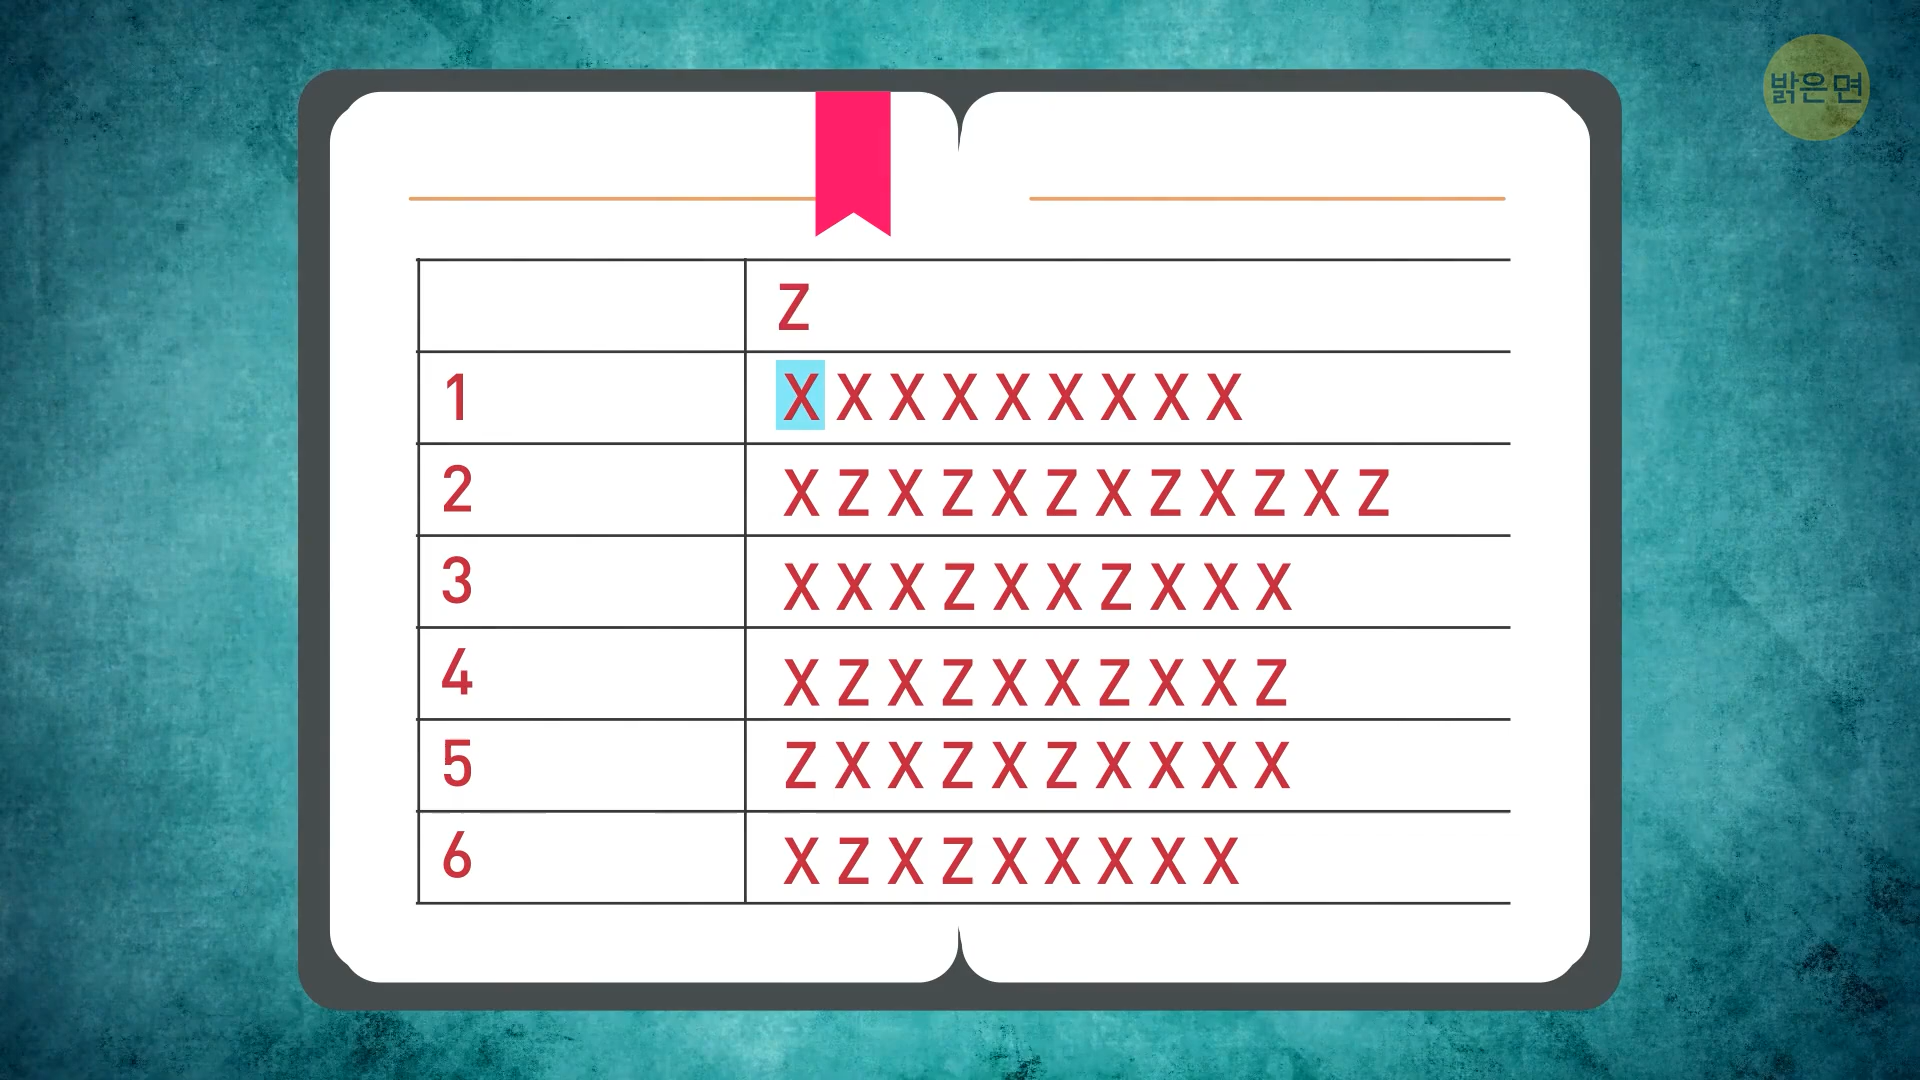 밝은면
Z
1 X X X X X X X X X
2 X Z X Z X Z X Z X Z X Z
3 X X X Z X X Z X X X
4 X Z X Z X X Z X X Z
5 Z X X Z X Z X X X X
6 X Z X Z X X X X X